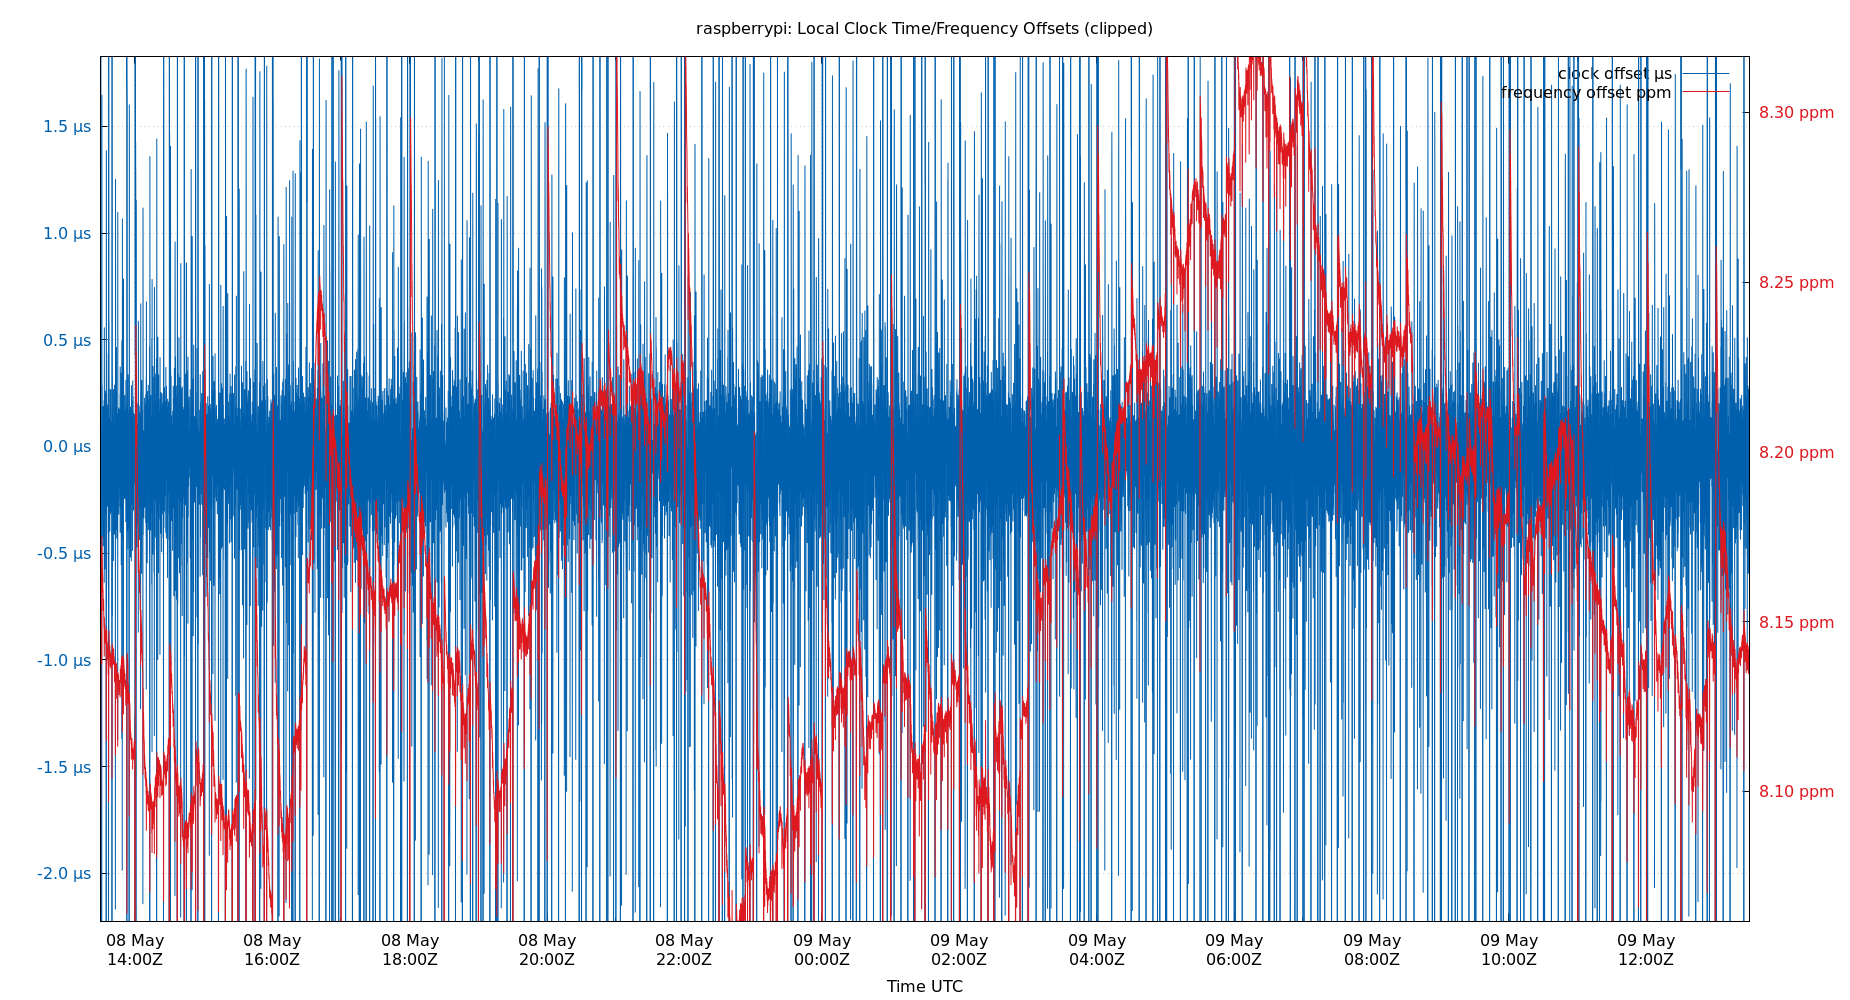 raspberrypi: Local Clock Time/Frequency Offsets (clipped)
clock offset µs
frequency offset ppm
1.5 µs
1.0 µs
0.5 µs
0.0 µs
-0.5 µs
-1.0 µs
-1.5 µs
-2.0 µs
8.30 ppm
8.25 ppm
8.20 ppm
8.15 ppm
8.10 ppm
08 May
14:00Z
08 May
16:00Z
08 May
18:00Z
08 May
20:00Z
08 May
22:00Z
09 May
00:00Z
09 May
02:00Z
09 May
04:00Z
09 May
06:00Z
09 May
08:00Z
09 May
10:00Z
09 May
12:00Z
Time UTC